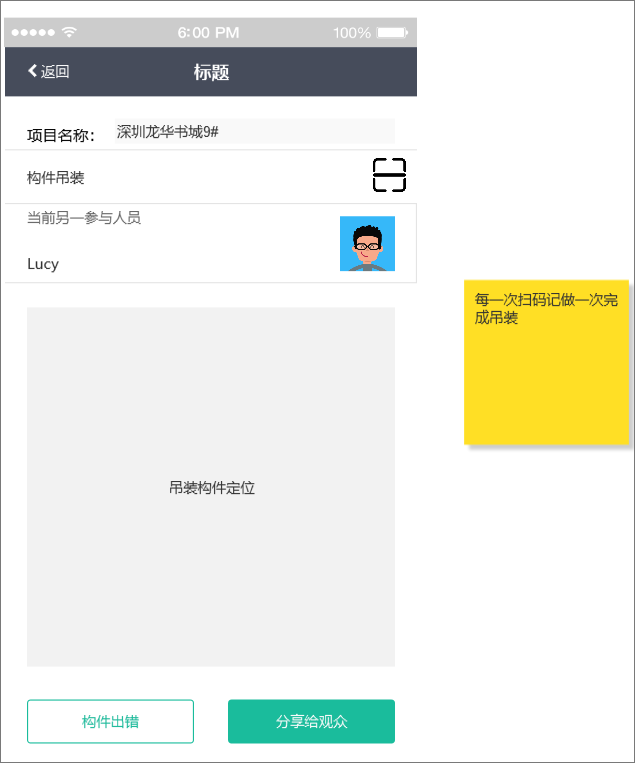 6:00 PM
100%
返回
标题
项目名称：
深圳龙华书城9#
构件吊装
当前另一参与人员
Lucy
每一次扫码记做一次完
成吊装
吊装构件定位
构件出错
分享给观众